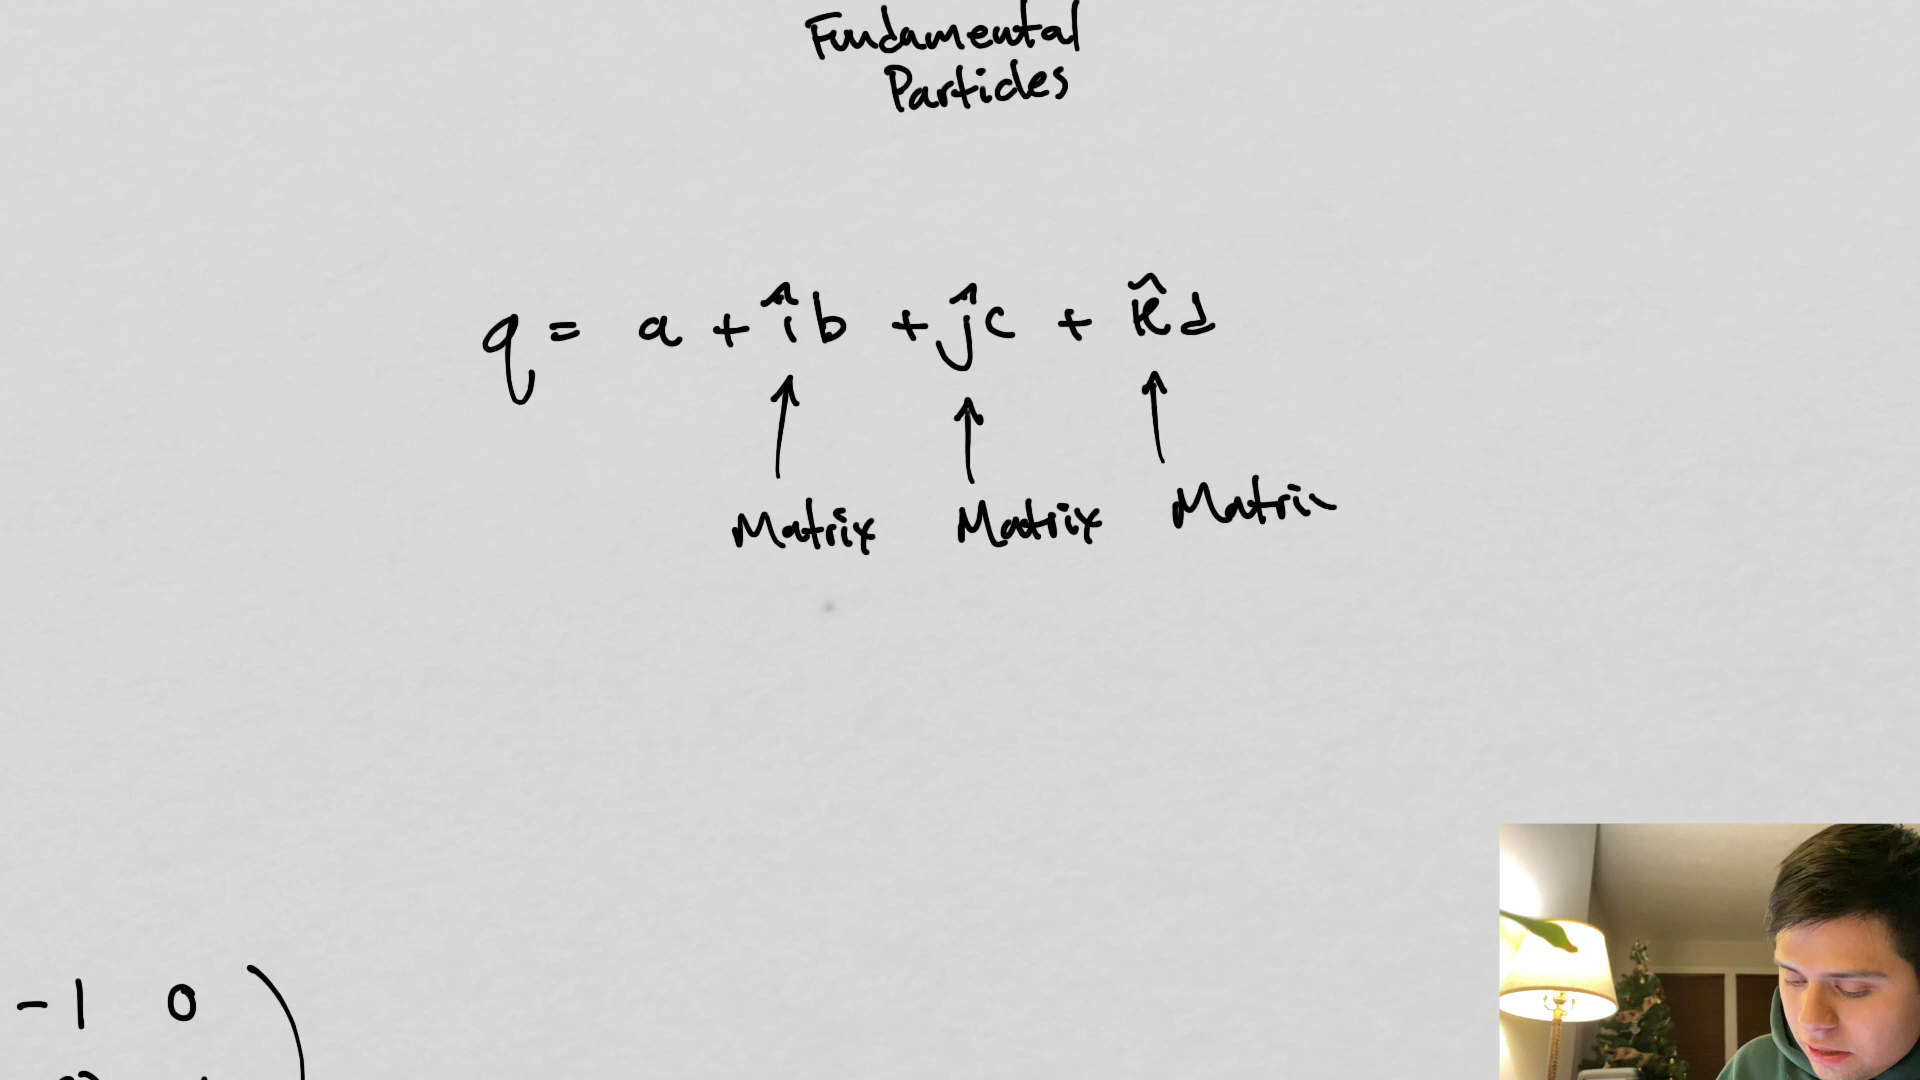 Fundamental
Particles
q = a + îb + ĵc + k̂d
Matrix Matrix Matri
-1 0